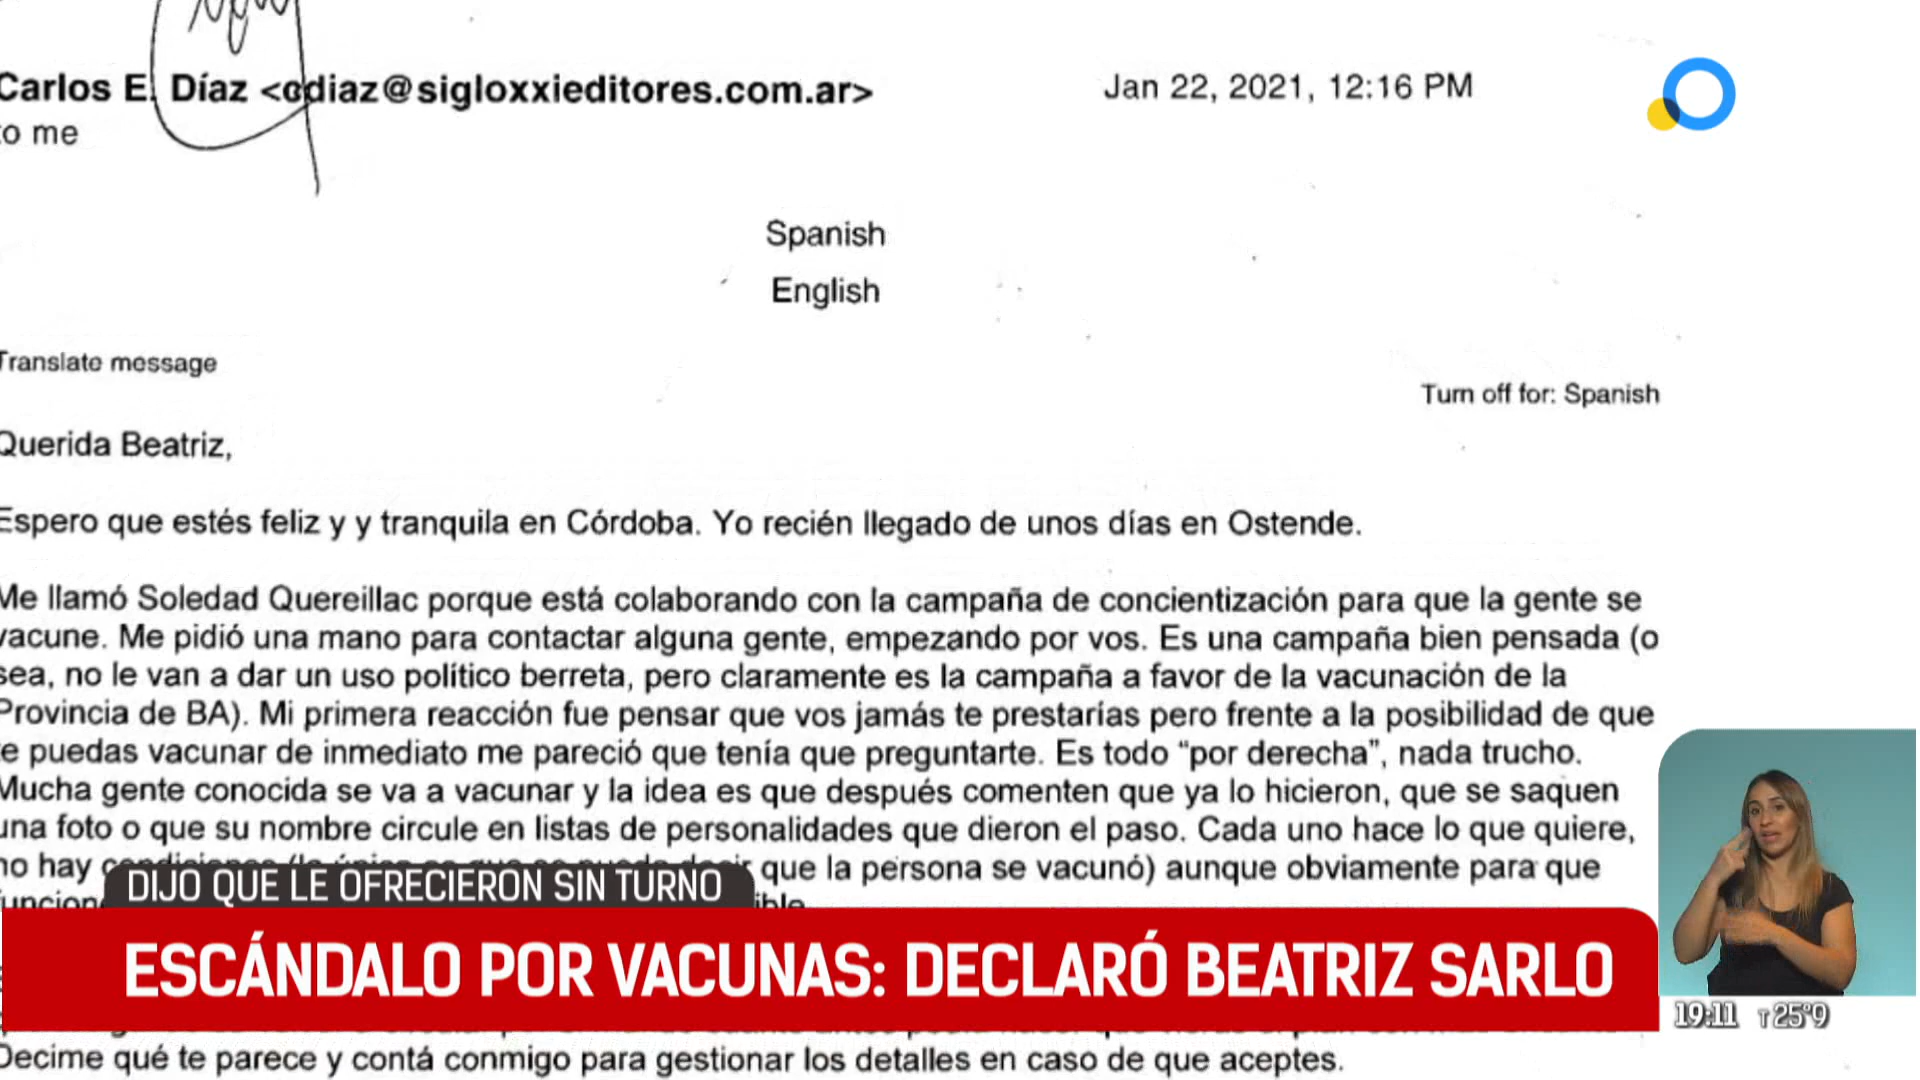 Carlos E. Díaz <cdiaz@sigloxxieditores.com.ar>
Jan 22, 2021, 12:16 PM
to me
Spanish
English
Translate message
Turn off for: Spanish
Querida Beatriz,
Espero que estés feliz y y tranquila en Córdoba. Yo recién llegado de unos días en Ostende.
Me llamó Soledad Quereillac porque está colaborando con la campaña de concientización para que la gente se
vacune. Me pidió una mano para contactar alguna gente, empezando por vos. Es una campaña bien pensada (o
sea, no le van a dar un uso político berreta, pero claramente es la campaña a favor de la vacunación de la
Provincia de BA). Mi primera reacción fue pensar que vos jamás te prestarías pero frente a la posibilidad de que
te puedas vacunar de inmediato me pareció que tenía que preguntarte. Es todo “por derecha”, nada trucho.
Mucha gente conocida se va a vacunar y la idea es que después comenten que ya lo hicieron, que se saquen
una foto o que su nombre circule en listas de personalidades que dieron el paso. Cada uno hace lo que quiere,
no hay que la persona se vacunó) aunque obviamente para que
DIJO QUE LE OFRECIERON SIN TURNO
ESCÁNDALO POR VACUNAS: DECLARÓ BEATRIZ SARLO
19:11 T 25º9
Decime qué te parece y contá conmigo para gestionar los detalles en caso de que aceptes.